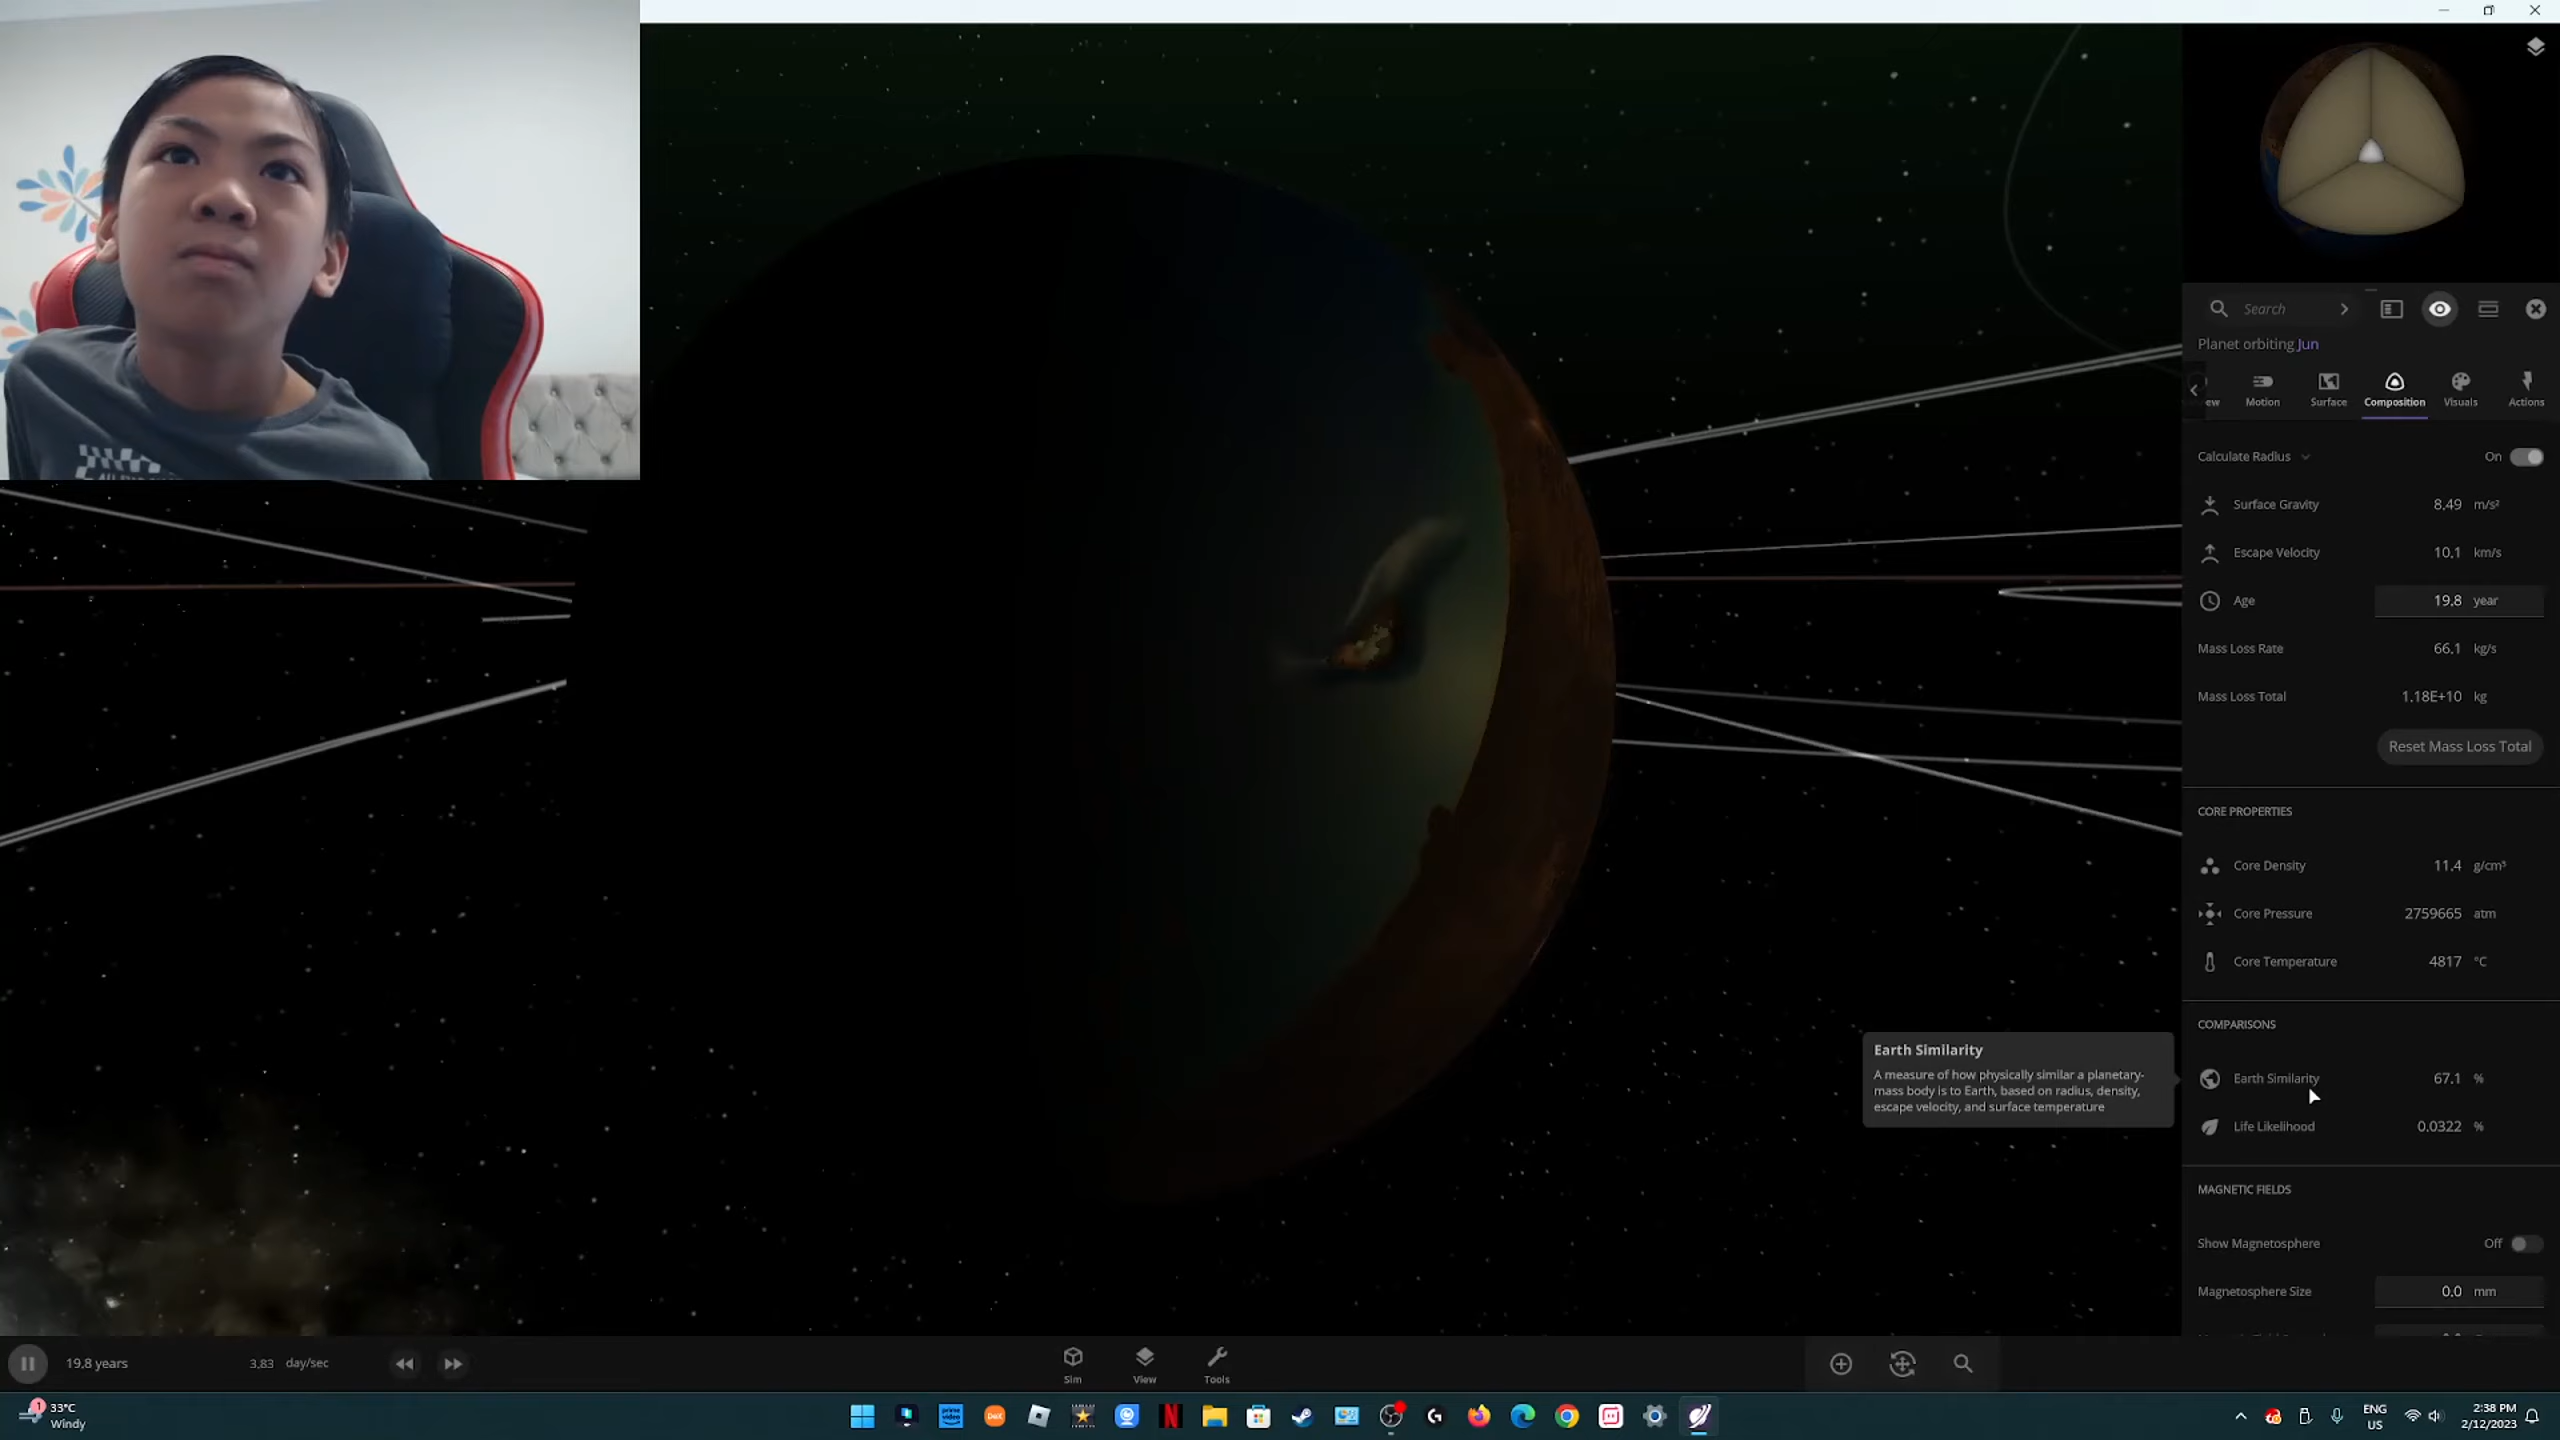 Search
Planet orbiting Jun
ew
Motion
Surface
Composition
Visuals
Actions
Calculate Radius
On
Surface Gravity 8.49 m/s²
Escape Velocity 10.1 km/s
Age 19.8 year
Mass Loss Rate 66.1 kg/s
Mass Loss Total 1.18E+10 kg
Reset Mass Loss Total
CORE PROPERTIES
Core Density 11.4 g/cm³
Core Pressure 2759665 atm
Core Temperature 4817 °C
COMPARISONS
Earth Similarity
A measure of how physically similar a planetary-
mass body is to Earth, based on radius, density,
escape velocity, and surface temperature
Earth Similarity 67.1 %
Life Likelihood 0.0322 %
MAGNETIC FIELDS
Show Magnetosphere Off
Magnetosphere Size 0.0 mm
19.8 years 3.83 day/sec
Sim
View
Tools
1
33°C
Windy
prime video
DeX
N
G
ENG
US
2:38 PM
2/12/2023